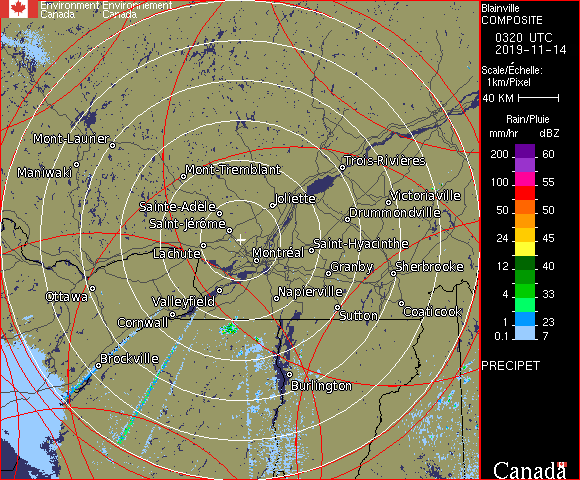 Environment Environnement
Canada Canada
Blainville
COMPOSITE
0320 UTC
2019-11-14
Scale/Échelle:
1km/Pixel
40 KM
Rain/Pluie
mm/hr dBZ
200 60
100 55
50 50
24 45
12 40
4 33
1 23
0.1 7
PRECIPET
Canada
Mont-Laurier
Maniwaki
Mont-Tremblant
Trois-Rivières
Joliette
Victoriaville
Sainte-Adèle
Drummondville
Saint-Jérôme
Saint-Hyacinthe
Lachute
Montréal
Granby
Sherbrooke
Ottawa
Valleyfield
Napierville
Cornwall
Sutton
Coaticook
Brockville
Burlington